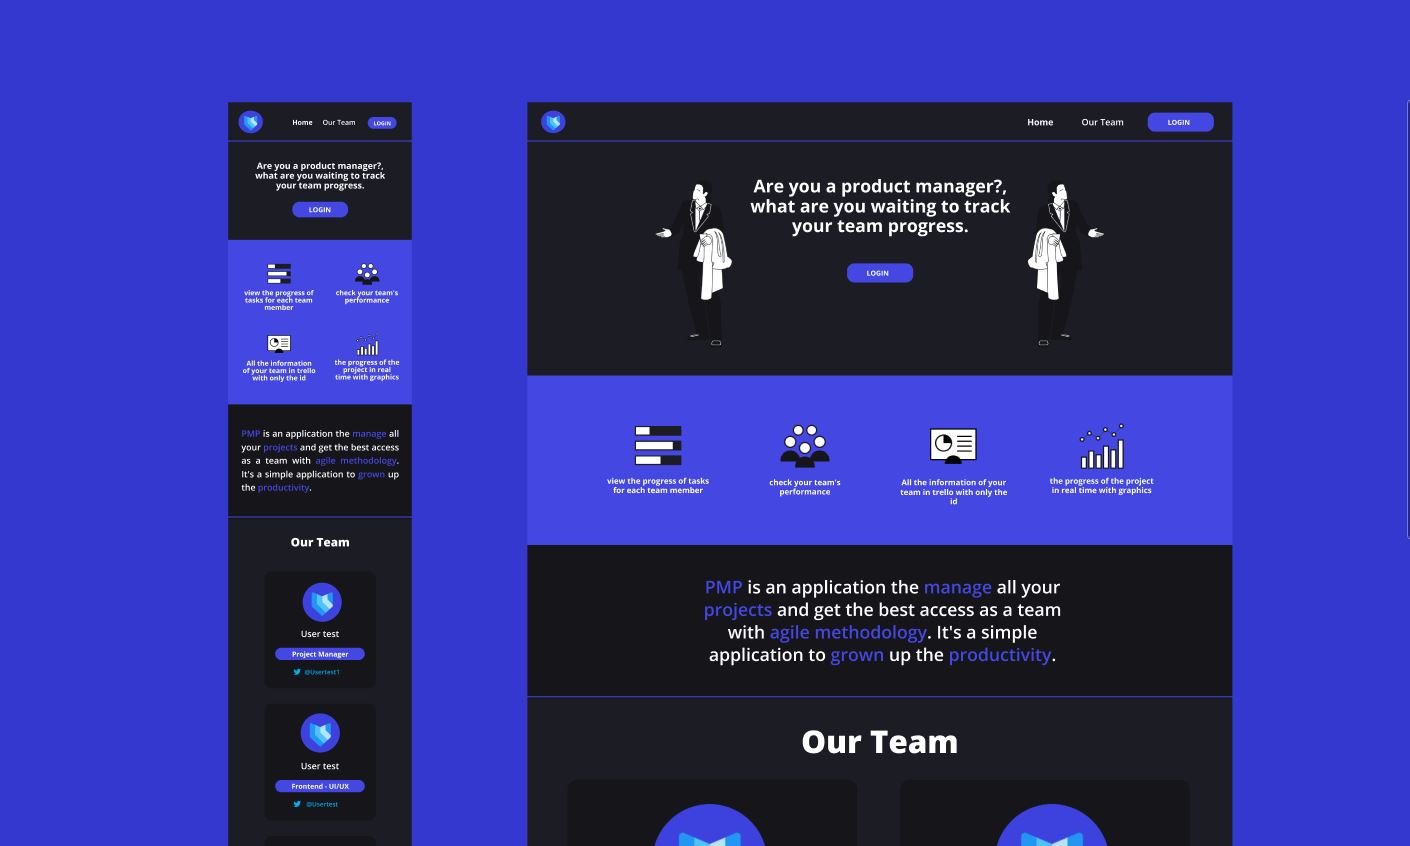 Home Our Team LOGIN
Are you a product manager?,
what are you waiting to track
your team progress.
LOGIN
view the progress of
tasks for each team
member
check your team's
performance
All the information
of your team in trello
with only the id
the progress of the
project in real
time with graphics
PMP is an application the manage all
your projects and get the best access
as a team with agile methodology.
It's a simple application to grown up
the productivity.
Our Team
User test
Project Manager
@Usertest1
User test
Frontend - UI/UX
@Usertest
Home Our Team LOGIN
Are you a product manager?,
what are you waiting to track
your team progress.
LOGIN
view the progress of tasks
for each team member
check your team's
performance
All the information of your
team in trello with only the
id
the progress of the project
in real time with graphics
PMP is an application the manage all your
projects and get the best access as a team
with agile methodology. It's a simple
application to grown up the productivity.
Our Team